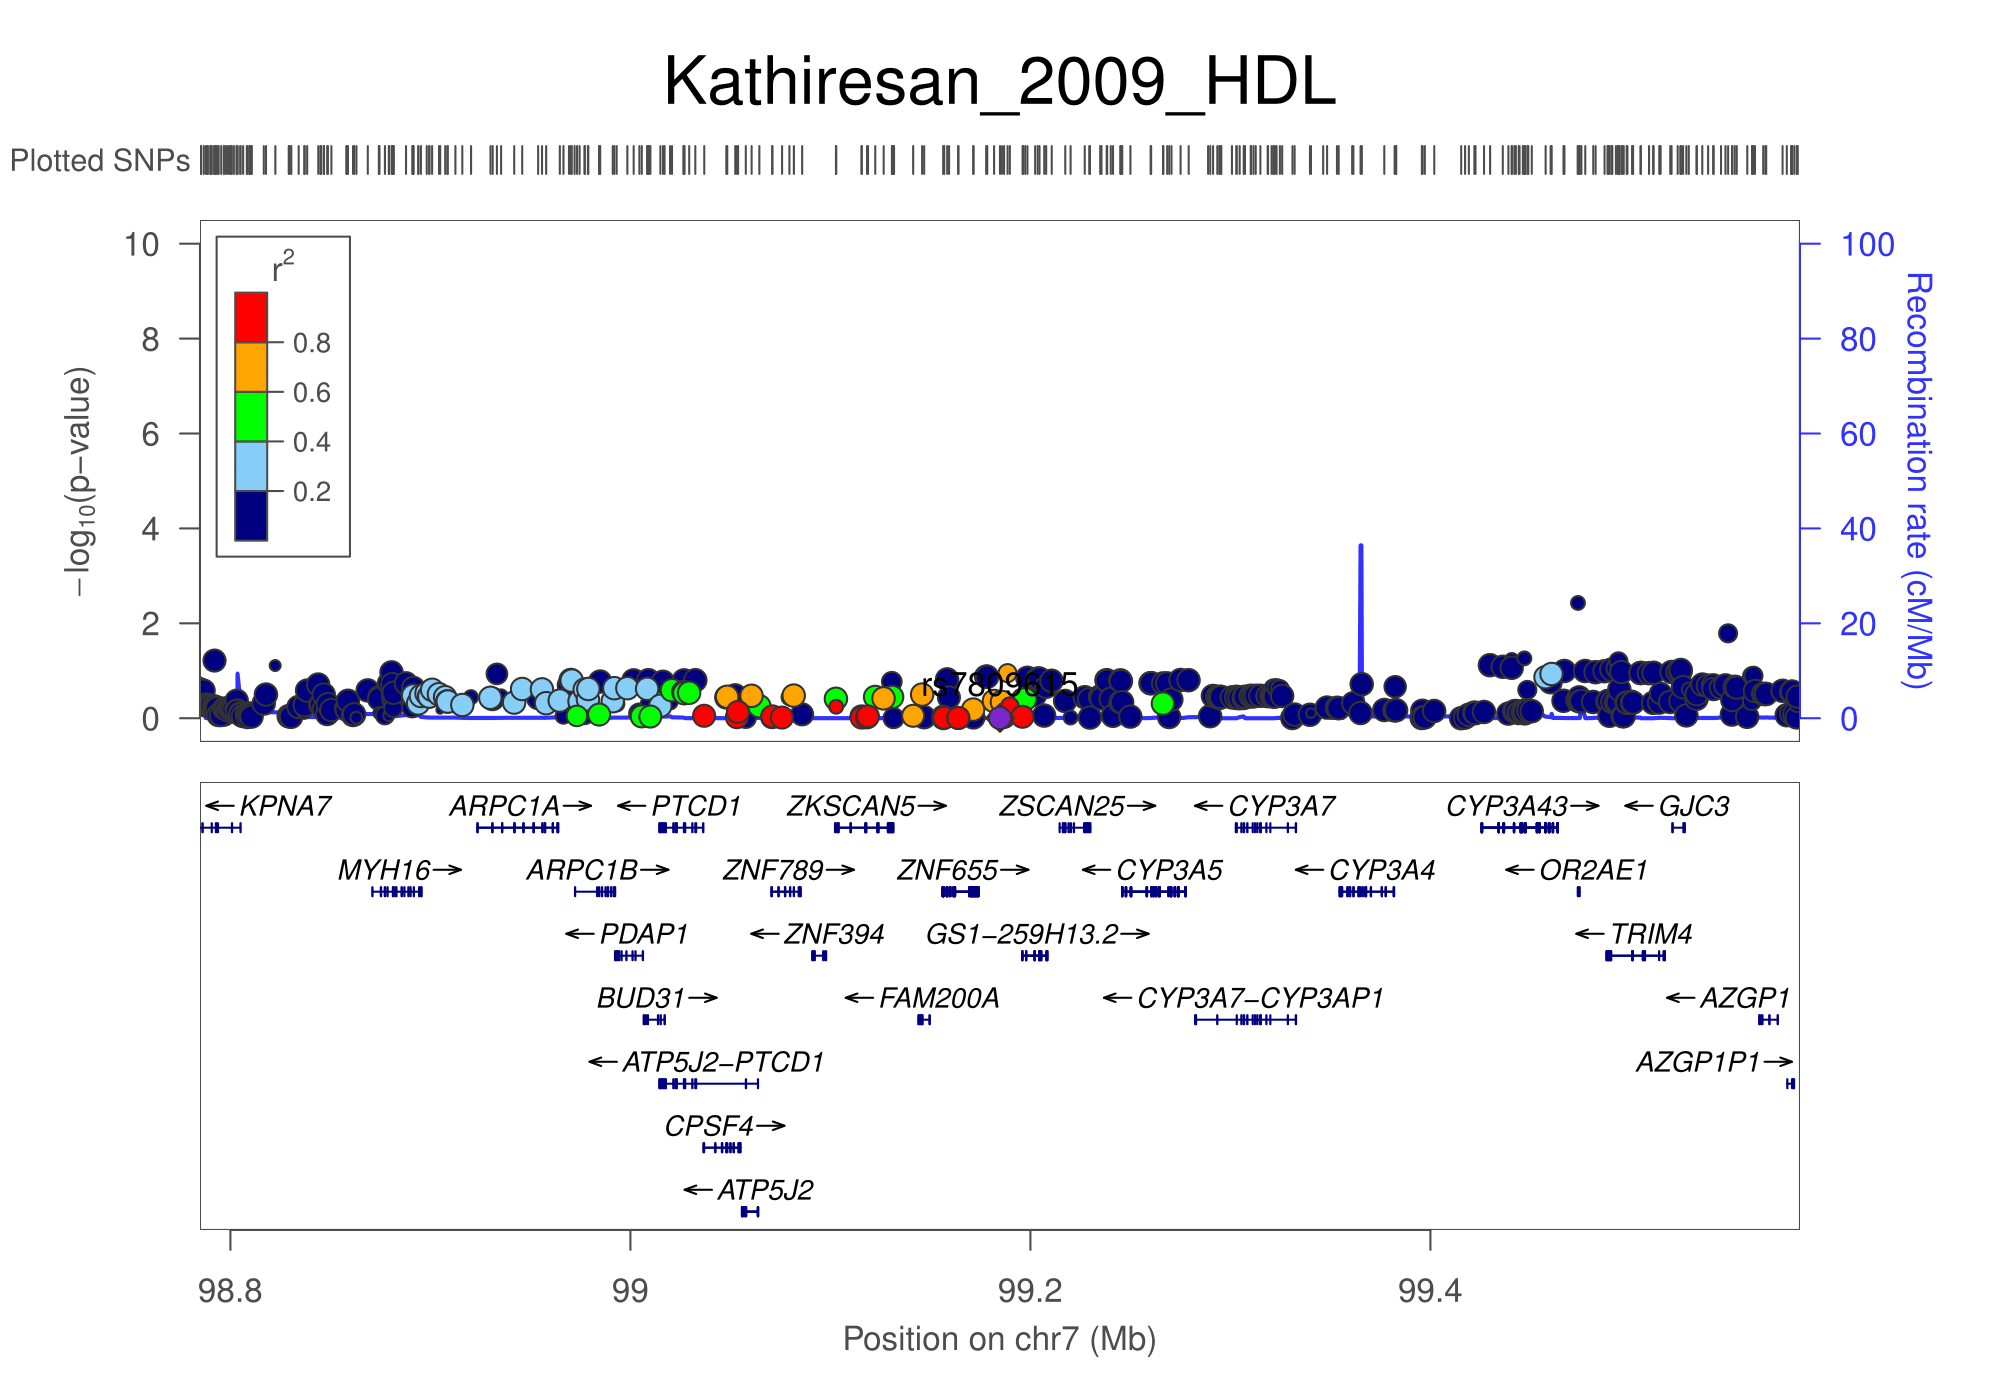 Kathiresan_2009_HDL
Plotted SNPs
10
8
6
4
2
0
−log10(p−value)
r2
0.8
0.6
0.4
0.2
rs7809615
100
80
60
40
20
0
Recombination rate (cM/Mb)
←KPNA7 ARPC1A→ ←PTCD1 ZKSCAN5→ ZSCAN25→ ←CYP3A7 CYP3A43→ ←GJC3
MYH16→ ARPC1B→ ZNF789→ ZNF655→ ←CYP3A5 ←CYP3A4 ←OR2AE1
←PDAP1 ←ZNF394 GS1−259H13.2→ ←TRIM4
BUD31→ ←FAM200A ←CYP3A7−CYP3AP1 ←AZGP1
←ATP5J2−PTCD1 AZGP1P1→
CPSF4→
←ATP5J2
98.8 99 99.2 99.4
Position on chr7 (Mb)